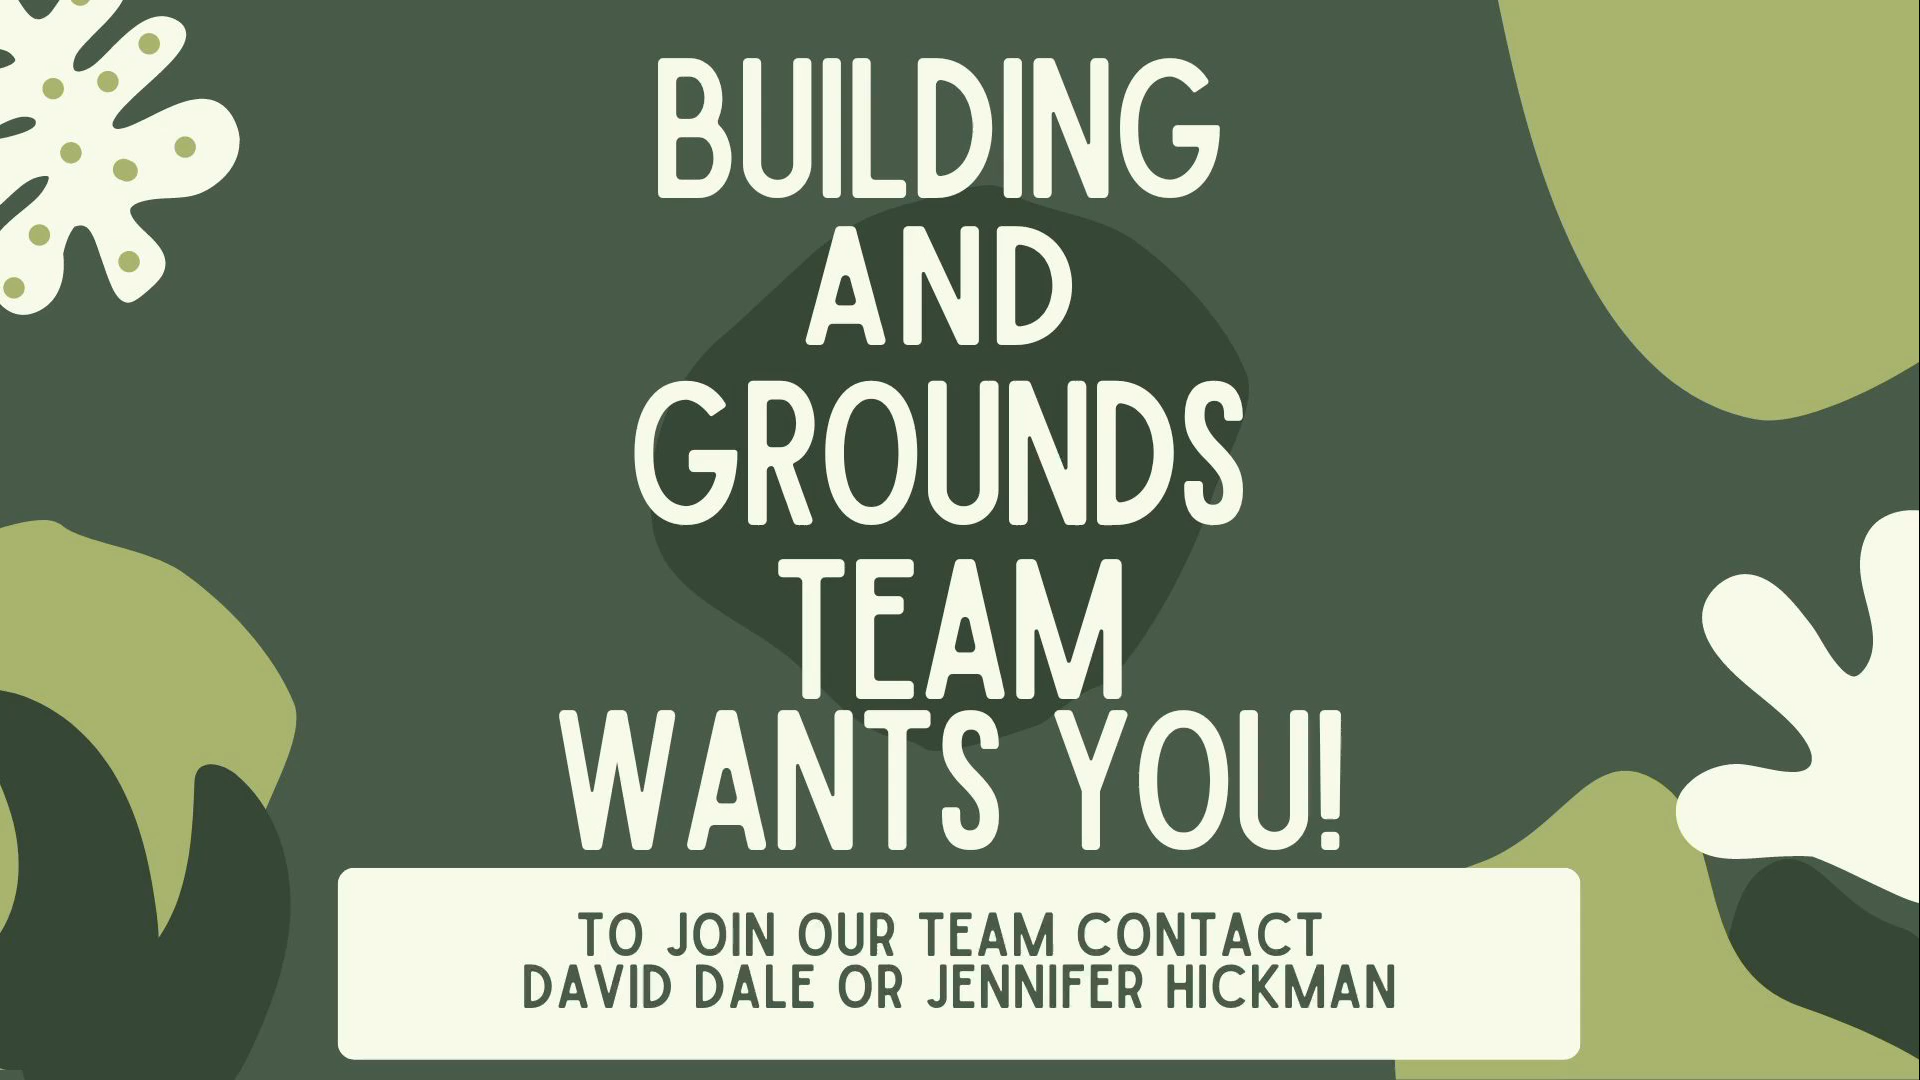 BUILDING
AND
GROUNDS
TEAM
WANTS YOU!
TO JOIN OUR TEAM CONTACT
DAVID DALE OR JENNIFER HICKMAN